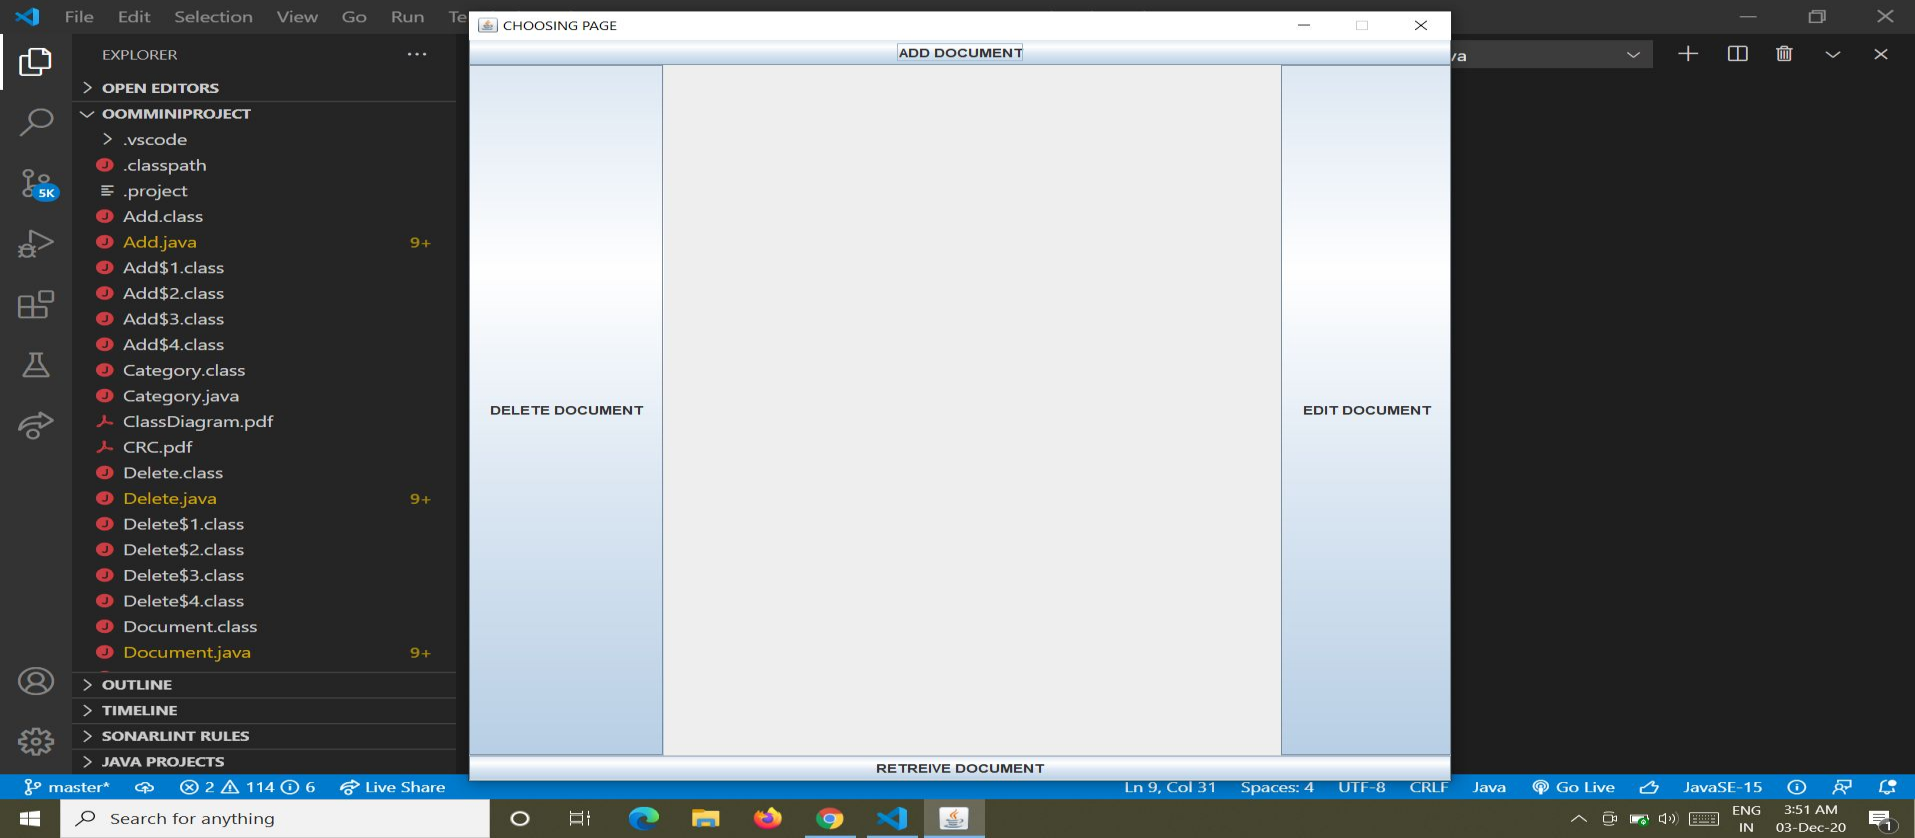 File Edit Selection View Go Run Te
CHOOSING PAGE
EXPLORER
OPEN EDITORS
OOMMINIPROJECT
.vscode
.classpath
.project
Add.class
Add.java 9+
Add$1.class
Add$2.class
Add$3.class
Add$4.class
Category.class
Category.java
ClassDiagram.pdf
CRC.pdf
Delete.class
Delete.java 9+
Delete$1.class
Delete$2.class
Delete$3.class
Delete$4.class
Document.class
Document.java 9+
OUTLINE
TIMELINE
SONARLINT RULES
JAVA PROJECTS
5K
ADD DOCUMENT
DELETE DOCUMENT
EDIT DOCUMENT
RETREIVE DOCUMENT
va
master* 2 114 6 Live Share
Ln 9, Col 31 Spaces: 4 UTF-8 CRLF Java Go Live JavaSE-15
Search for anything
ENG
IN
3:51 AM
03-Dec-20
1